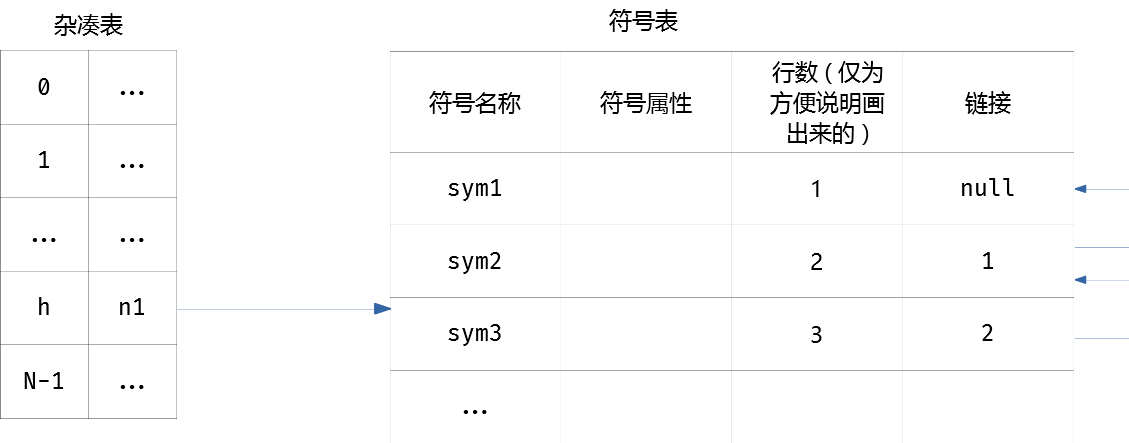 杂凑表
符号表
0 ...
1 ...
... ...
h n1
N-1 ...
符号名称 符号属性 行数（仅为 链接
方便说明画
出来的）
sym1 1 null
sym2 2 1
sym3 3 2
...